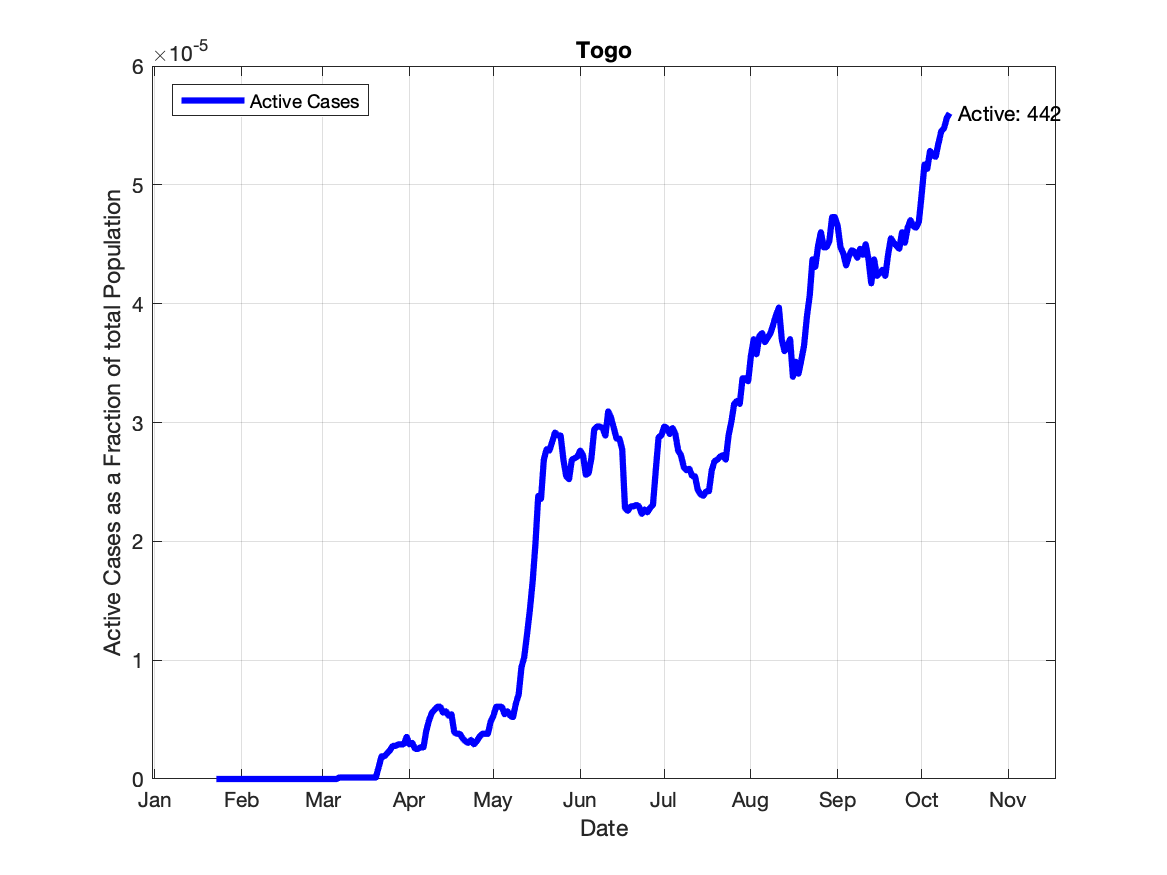 Togo
×10-5
Active Cases
Active: 442
6
5
4
3
2
1
0
Active Cases as a Fraction of total Population
Jan Feb Mar Apr May Jun Jul Aug Sep Oct Nov
Date